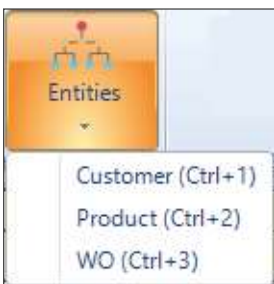 Entities
Customer (Ctrl+1)
Product (Ctrl+2)
WO (Ctrl+3)